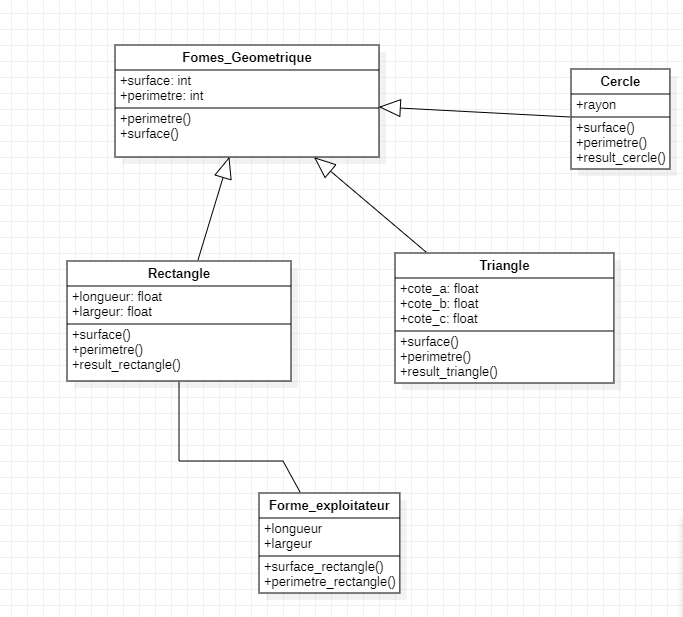 Fomes_Geometrique
+surface: int
+perimetre: int
+perimetre()
+surface()
Cercle
+rayon
+surface()
+perimetre()
+result_cercle()
Rectangle
+longueur: float
+largeur: float
+surface()
+perimetre()
+result_rectangle()
Triangle
+cote_a: float
+cote_b: float
+cote_c: float
+surface()
+perimetre()
+result_triangle()
Forme_exploitateur
+longueur
+largeur
+surface_rectangle()
+perimetre_rectangle()